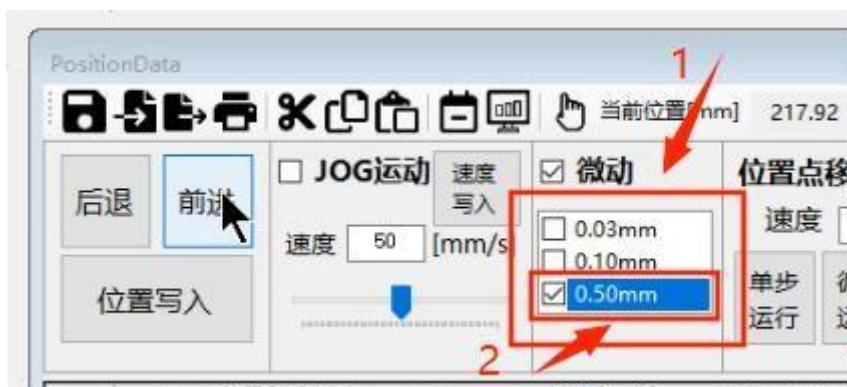 PositionData
当前位置[mm] 217.92
后退 前进
JOG运动
速度
写入
微动
位置点移
速度 50 [mm/s]
0.03mm
0.10mm
0.50mm
速度
位置写入
单步
运行
1
2